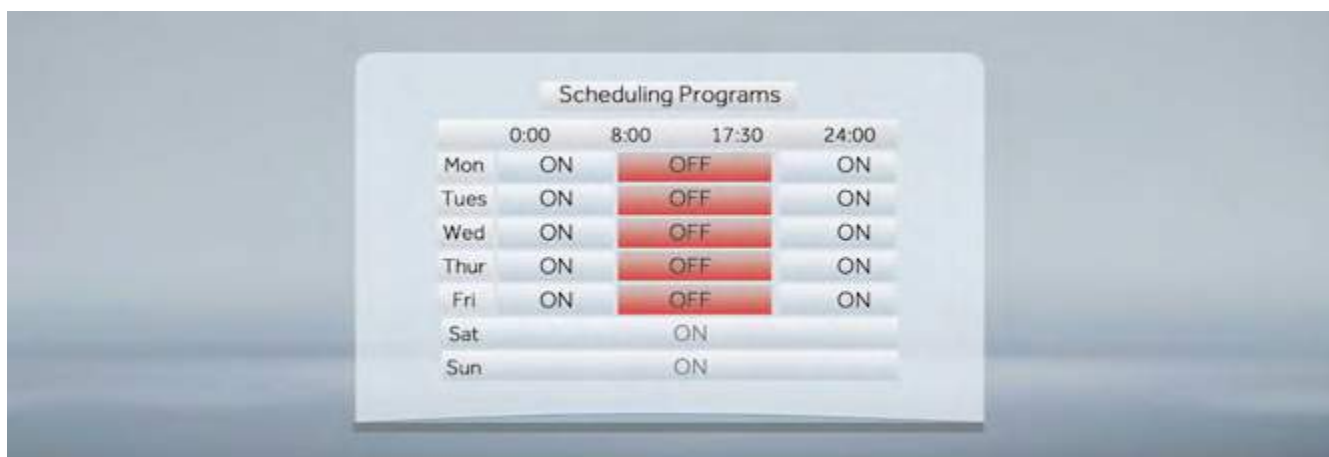 Scheduling Programs
0:00 8:00 17:30 24:00
Mon ON OFF ON
Tues ON OFF ON
Wed ON OFF ON
Thur ON OFF ON
Fri ON OFF ON
Sat ON
Sun ON